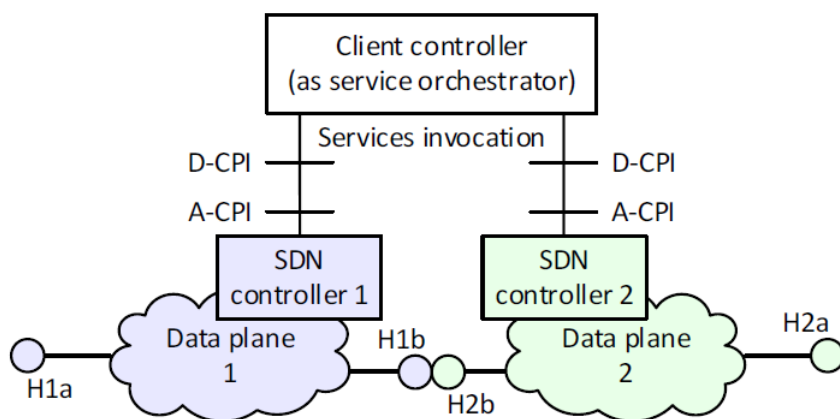 Client controller
(as service orchestrator)
Services invocation
D-CPI
D-CPI
A-CPI
A-CPI
SDN
controller 1
SDN
controller 2
Data plane
1
Data plane
2
H1a
H1b
H2b
H2a